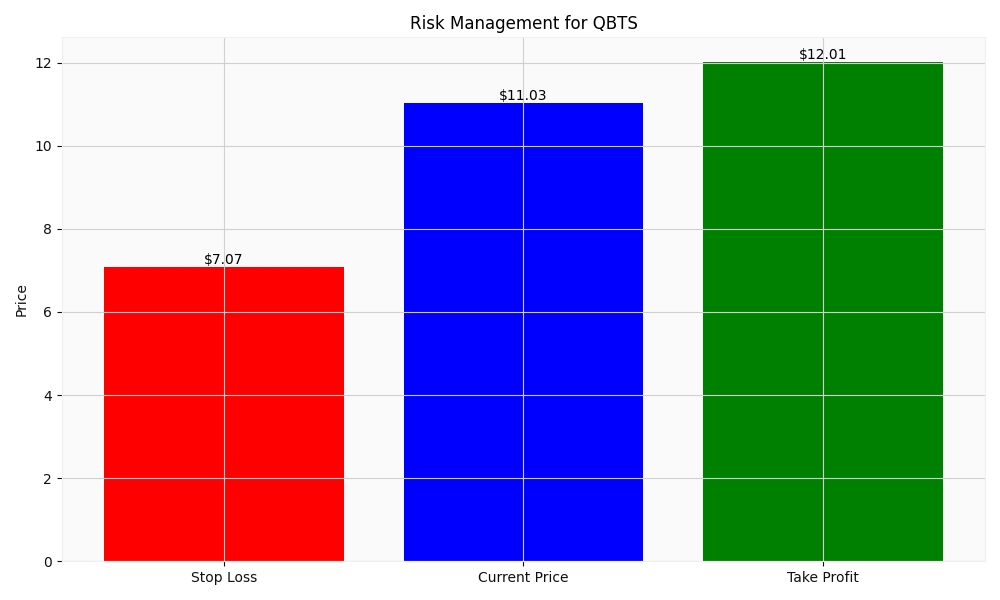 Risk Management for QBTS
Price
12
10
8
6
4
2
0
$7.07
$11.03
$12.01
Stop Loss
Current Price
Take Profit